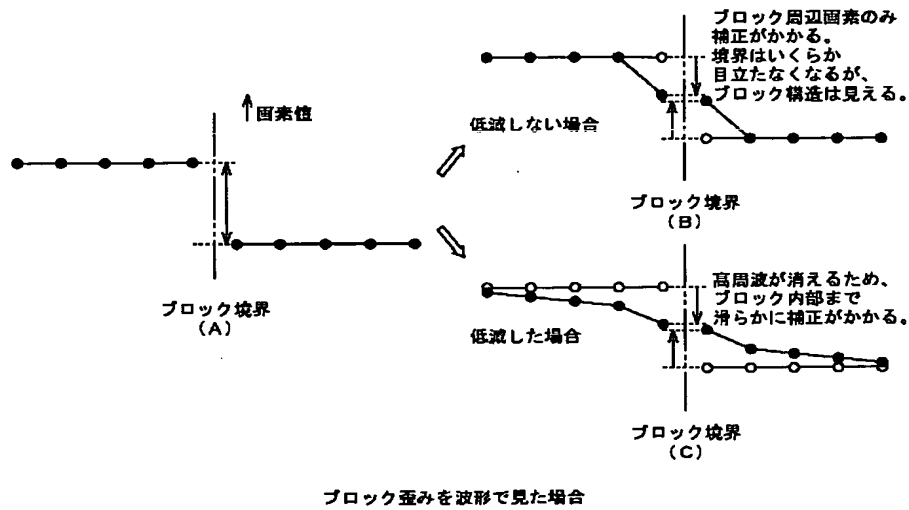 画素値
ブロック境界
(A)
低減しない場合
ブロック周辺画素のみ
補正がかかる。
境界はいくらか
目立たなくなるが、
ブロック構造は見える。
ブロック境界
(B)
低減した場合
高周波が消えるため、
ブロック内部まで
滑らかに補正がかかる。
ブロック境界
(C)
ブロック歪みを波形で見た場合